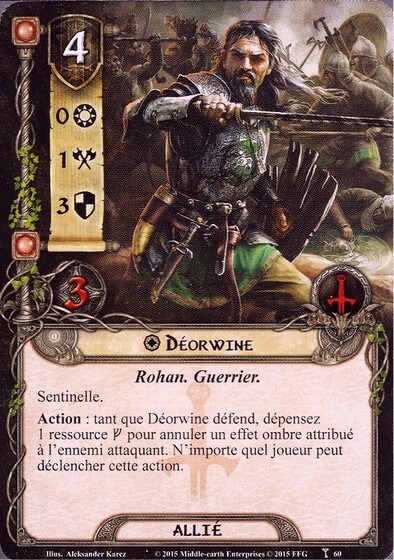 4
0
1
3
3
Déorwine
Rohan. Guerrier.
Sentinelle.
Action : tant que Déorwine défend, dépensez
1 ressource pour annuler un effet ombre attribué
à l'ennemi attaquant. N'importe quel joueur peut
déclencher cette action.
ALLIÉ
Illus. Aleksander Karcz © 2015 Middle-earth Enterprises © 2015 FFG 60